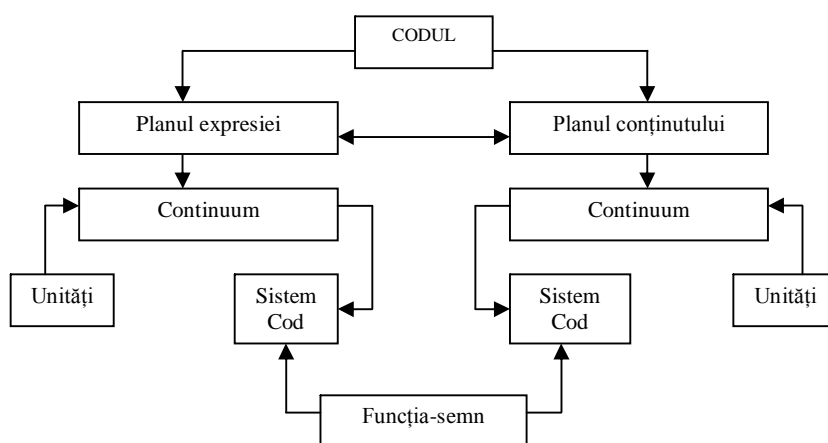 CODUL
Planul expresiei
Planul conținutului
Continuum
Continuum
Unități
Sistem
Cod
Sistem
Cod
Unități
Funcția-semn